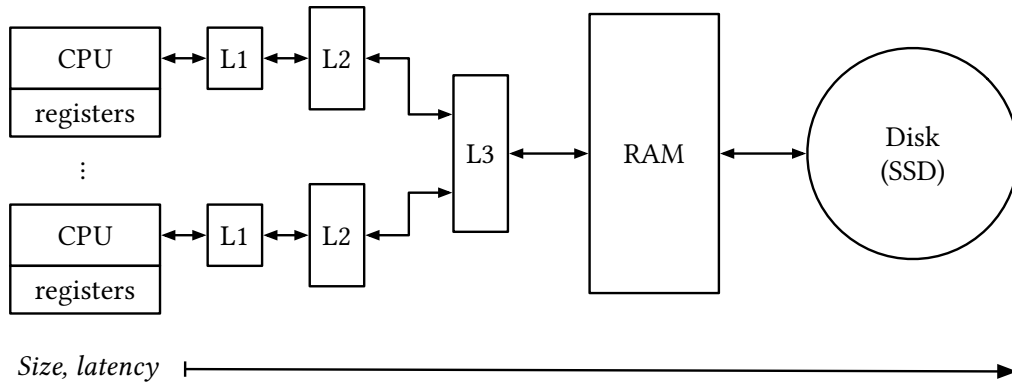 CPU
registers
L1
L2
⋮
CPU
registers
L1
L2
L3
RAM
Disk
(SSD)
Size, latency